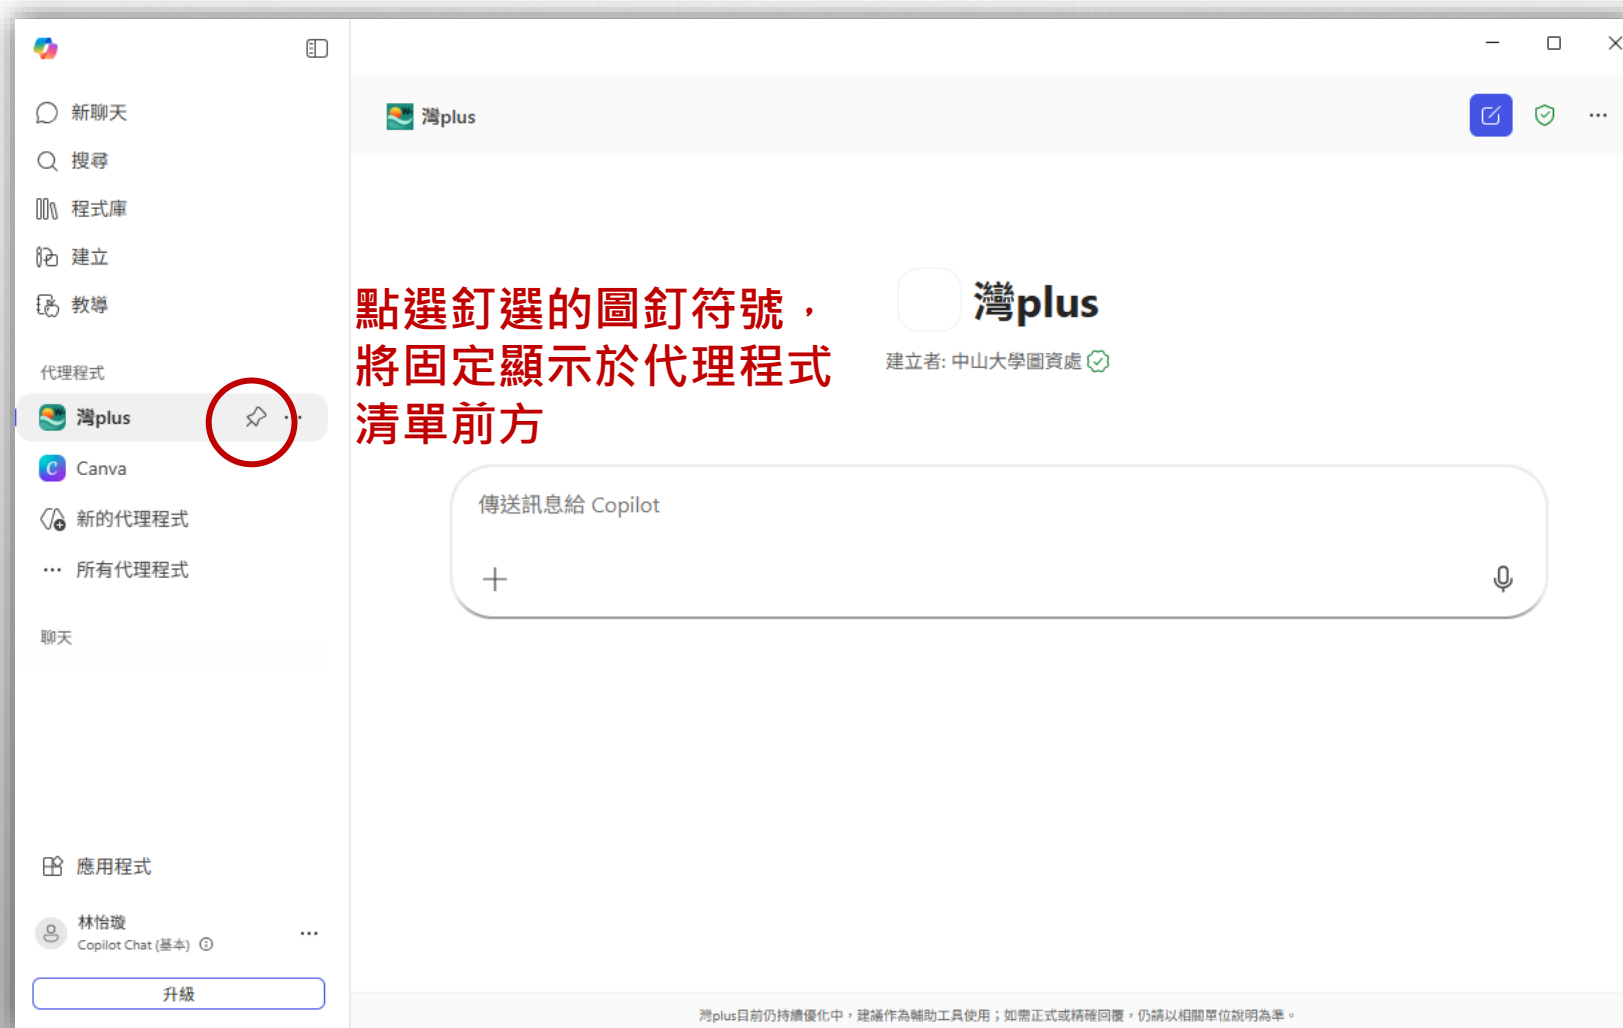 新聊天
搜尋
程式庫
建立
教導
代理程式
灣plus
Canva
新的代理程式
所有代理程式
聊天
應用程式
林怡璇
Copilot Chat (基本)
升級
灣plus
點選釘選的圖釘符號，
將固定顯示於代理程式
清單前方
灣plus
建立者: 中山大學圖資處
傳送訊息給 Copilot
灣plus目前仍持續優化中，建議作為輔助工具使用；如需正式或精確回覆，仍請以相關單位說明為準。